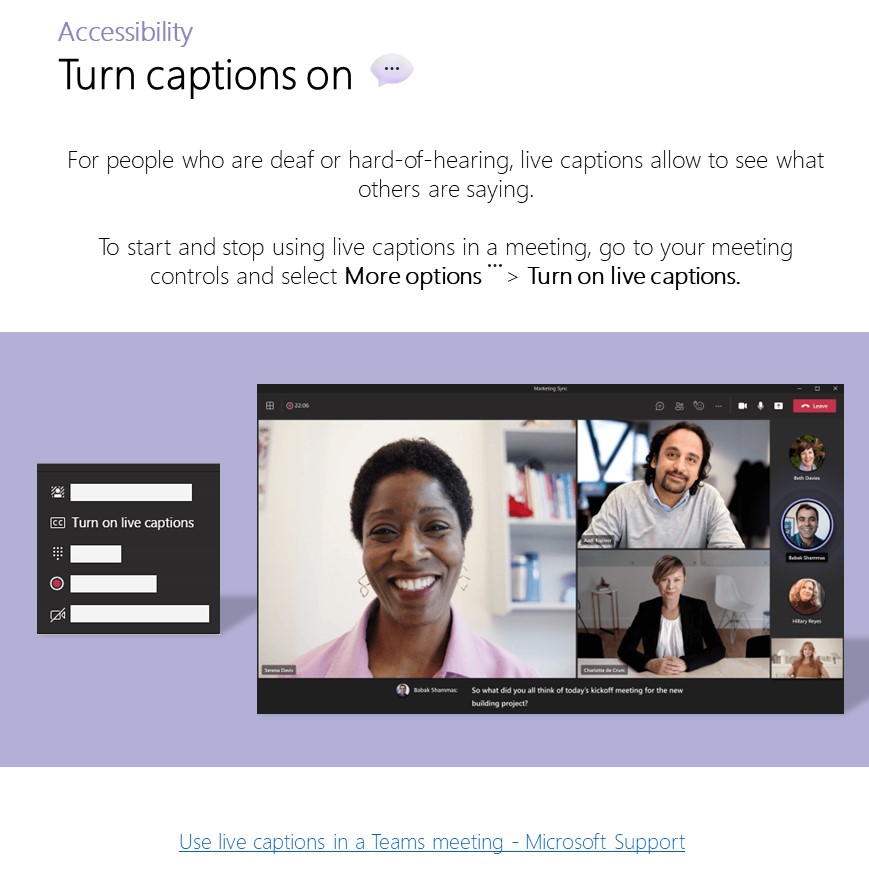 Accessibility
Turn captions on
For people who are deaf or hard-of-hearing, live captions allow to see what
others are saying.
To start and stop using live captions in a meeting, go to your meeting
controls and select More options ... > Turn on live captions.
Marketing Sync
22:06
Leave
CC Turn on live captions
Beth Davies
Babak Shammas
Hillary Reyes
Serena Davis
Charlotte de Crum
Babak Shammas: So what did you all think of today's kickoff meeting for the new
building project?
Use live captions in a Teams meeting - Microsoft Support